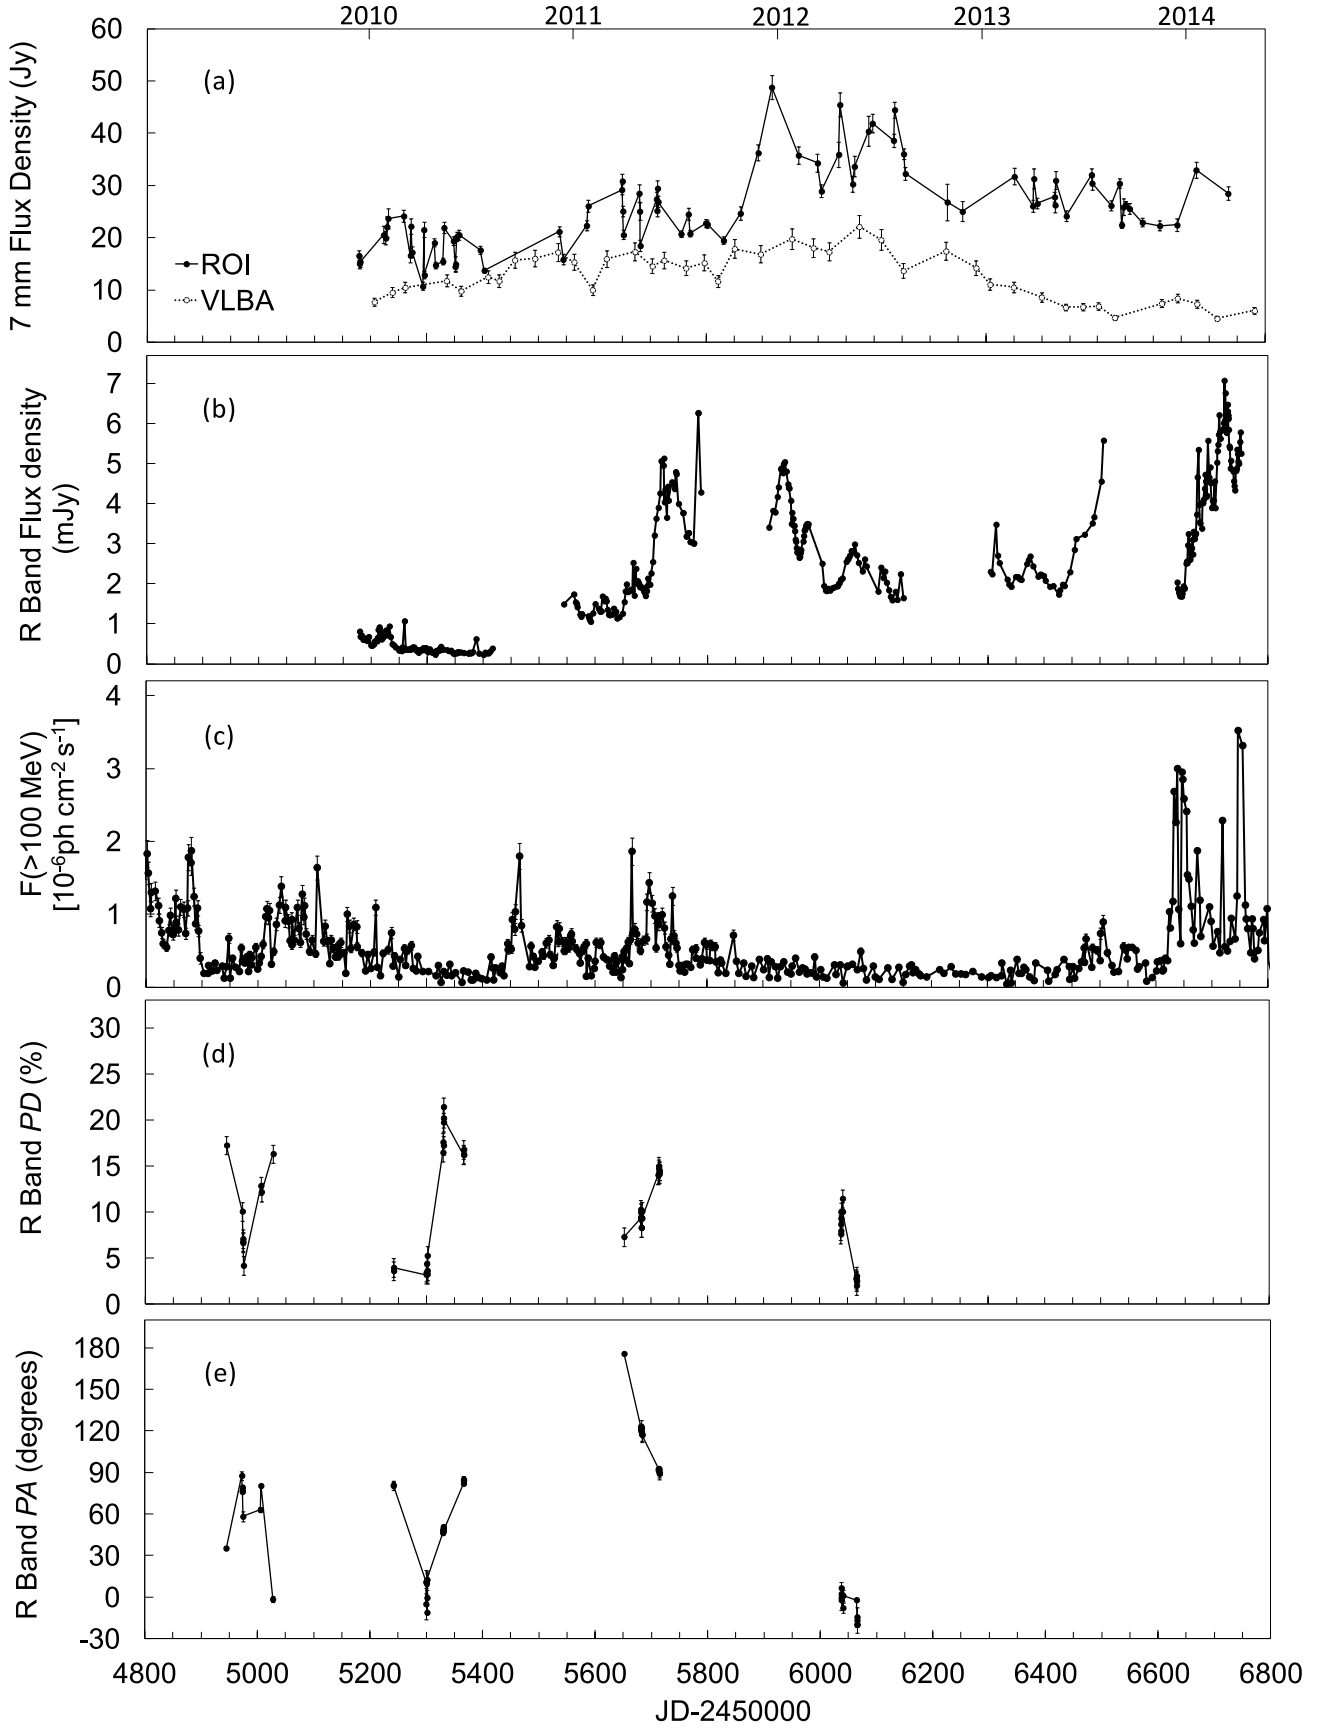 2010 2011 2012 2013 2014
7 mm Flux Density (Jy)
60
50
40
30
20
10
0
(a)
ROI
VLBA
R Band Flux density
(mJy)
7
6
5
4
3
2
1
0
(b)
F(>100 MeV)
[10⁻⁶ph cm⁻² s⁻¹]
4
3
2
1
0
(c)
R Band PD (%)
30
25
20
15
10
5
0
(d)
R Band PA (degrees)
180
150
120
90
60
30
0
-30
(e)
4800 5000 5200 5400 5600 5800 6000 6200 6400 6600 6800
JD-2450000